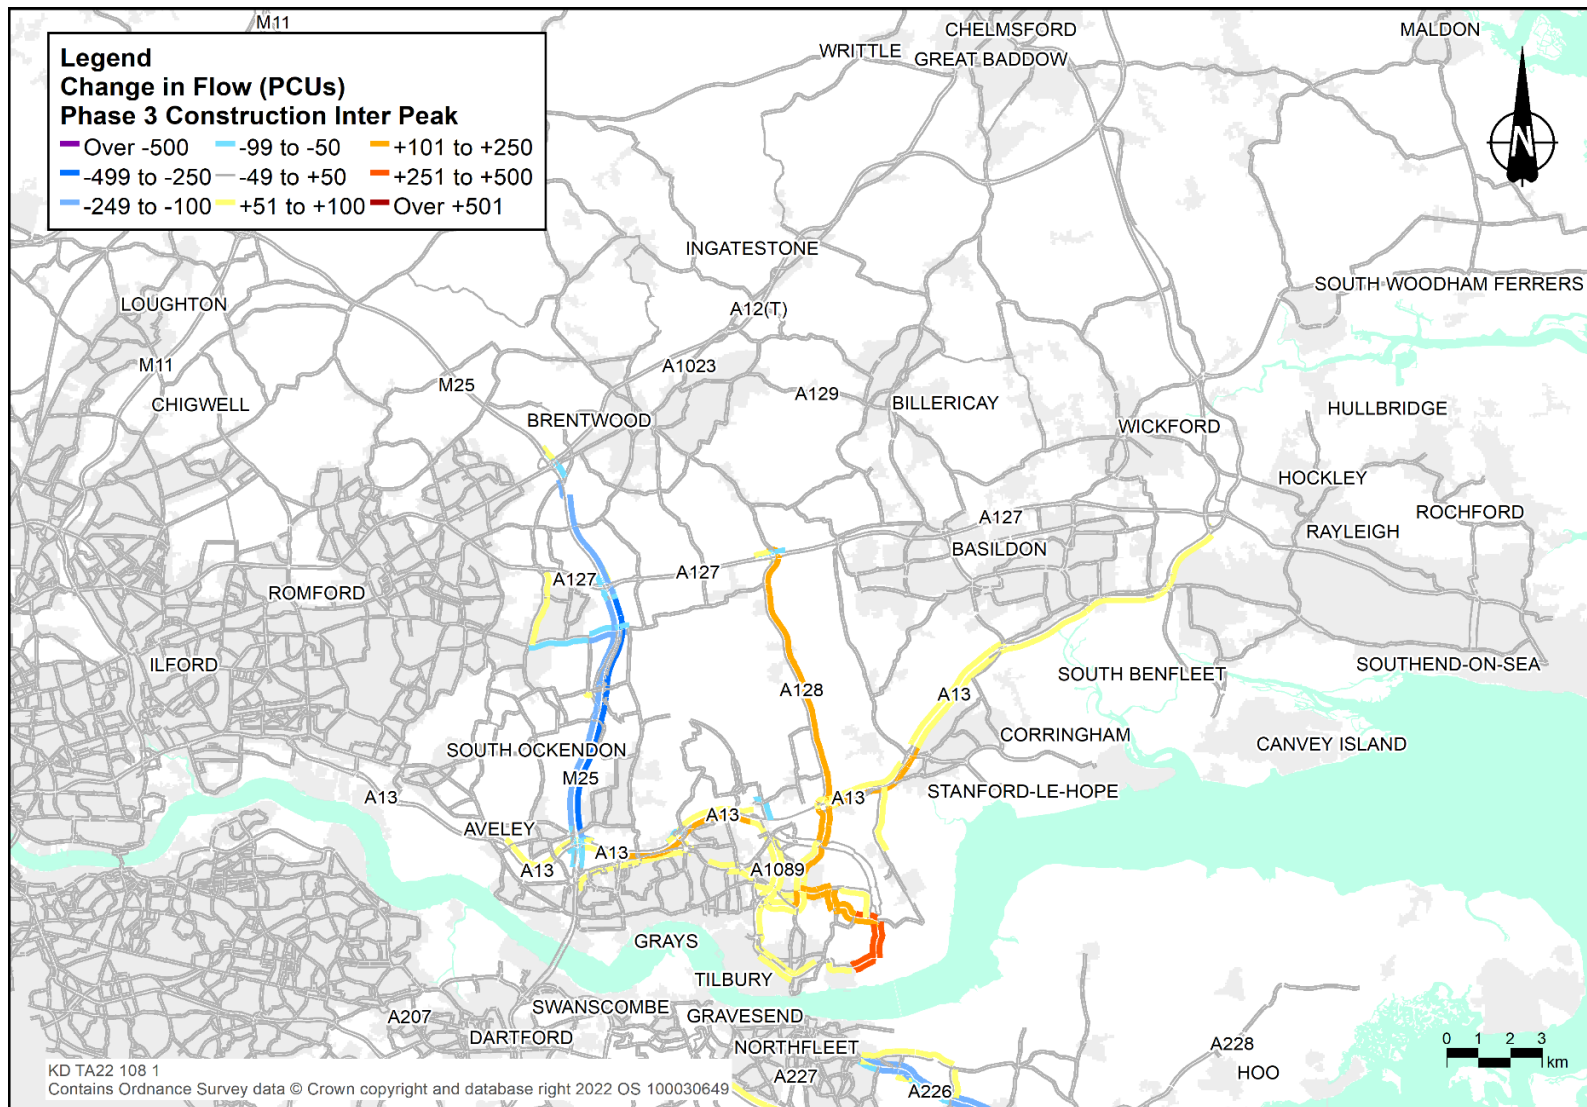 M11
CHELMSFORD
MALDON
WRITTLE
GREAT BADDOW
Legend
Change in Flow (PCUs)
Phase 3 Construction Inter Peak
Over -500
-99 to -50
+101 to +250
-499 to -250
-49 to +50
+251 to +500
-249 to -100
+51 to +100
Over +501
N
INGATESTONE
SOUTH WOODHAM FERRERS
LOUGHTON
A12(T)
M11
A1023
M25
A129
CHIGWELL
BILLERICAY
HULLBRIDGE
BRENTWOOD
WICKFORD
HOCKLEY
ROCHFORD
A127
RAYLEIGH
BASILDON
A127
A127
ROMFORD
ILFORD
SOUTHEND-ON-SEA
SOUTH BENFLEET
A128
A13
CORRINGHAM
CANVEY ISLAND
SOUTH OCKENDON
M25
STANFORD-LE-HOPE
A13
A13
A13
AVELEY
A13
A13
A1089
GRAYS
TILBURY
SWANSCOMBE
A207
GRAVESEND
DARTFORD
NORTHFLEET
A228
HOO
A227
A226
0 1 2 3
km
KD TA22 108 1
Contains Ordnance Survey data © Crown copyright and database right 2022 OS 100030649